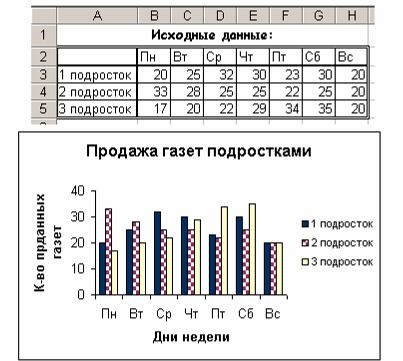 A B C D E F G H
1 Исходные данные:
2 Пн Вт Ср Чт Пт Сб Вс
3 1 подросток 20 25 32 30 23 30 20
4 2 подросток 33 28 25 25 22 25 20
5 3 подросток 17 20 22 29 34 35 20
Продажа газет подростками
К-во прданных
газет
40
30
20
10
0
Пн Вт Ср Чт Пт Сб Вс
Дни недели
1 подросток
2 подросток
3 подросток